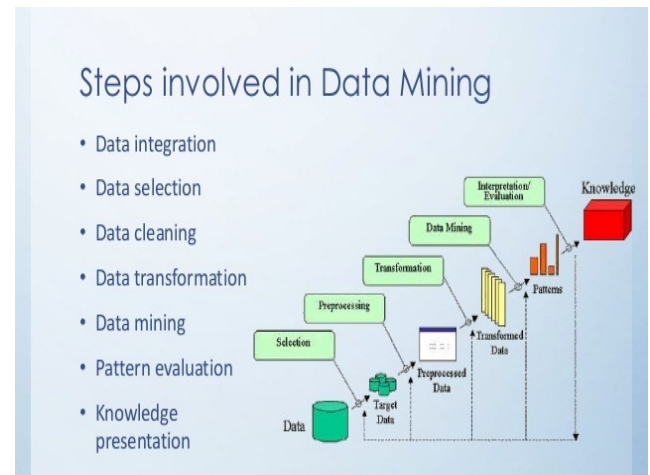 Steps involved in Data Mining
• Data integration
• Data selection
• Data cleaning
• Data transformation
• Data mining
• Pattern evaluation
• Knowledge
presentation
Interpretation/
Evaluation
Knowledge
Data Mining
Patterns
Transformation
Transformed
Data
Preprocessing
Preprocessed
Data
Selection
Target
Data
Data